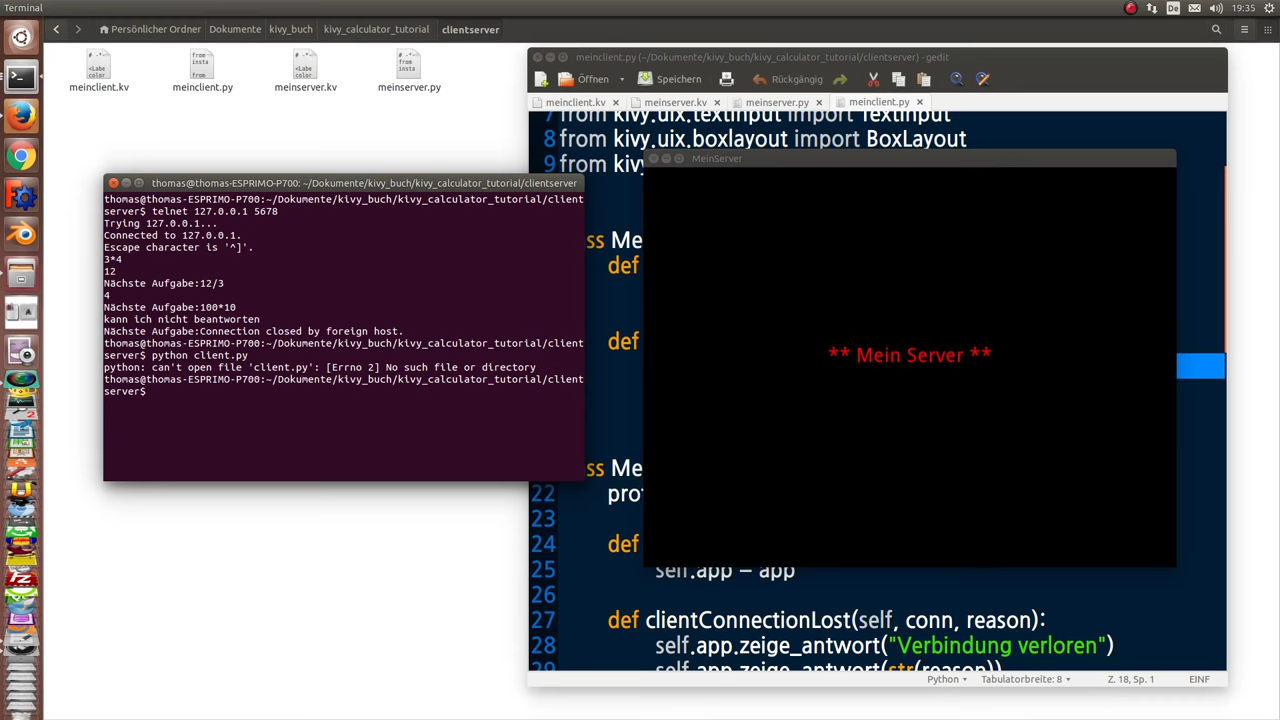 Terminal
De
19:35
Persönlicher Ordner
Dokumente
kivy_buch
kivy_calculator_tutorial
clientserver
meinclient.kv
meinclient.py
meinserver.kv
meinserver.py
meinclient.py (~/Dokumente/kivy_buch/kivy_calculator_tutorial/clientserver) - gedit
Öffnen
Speichern
Rückgängig
meinclient.kv ×
meinserver.kv ×
meinserver.py ×
meinclient.py ×
7 from kivy.uix.textinput import TextInput
8 from kivy.uix.boxlayout import BoxLayout
9 from kivy
MeinServer
** Mein Server **
thomas@thomas-ESPRIMO-P700: ~/Dokumente/kivy_buch/kivy_calculator_tutorial/clientserver
thomas@thomas-ESPRIMO-P700:~/Dokumente/kivy_buch/kivy_calculator_tutorial/client
server$ telnet 127.0.0.1 5678
Trying 127.0.0.1...
Connected to 127.0.0.1.
Escape character is '^]'.
3*4
12
Nächste Aufgabe:12/3
4
Nächste Aufgabe:100*10
kann ich nicht beantworten
Nächste Aufgabe:Connection closed by foreign host.
thomas@thomas-ESPRIMO-P700:~/Dokumente/kivy_buch/kivy_calculator_tutorial/client
server$ python client.py
python: can't open file 'client.py': [Errno 2] No such file or directory
thomas@thomas-ESPRIMO-P700:~/Dokumente/kivy_buch/kivy_calculator_tutorial/client
server$
ss Me
def
def
ss Me
22 prot
23
24 def
25 self.app = app
26
27 def clientConnectionLost(self, conn, reason):
28 self.app.zeige_antwort("Verbindung verloren")
29 self.app.zeige_antwort(str(reason))
Python
Tabulatorbreite: 8
Z. 18, Sp. 1
EINF